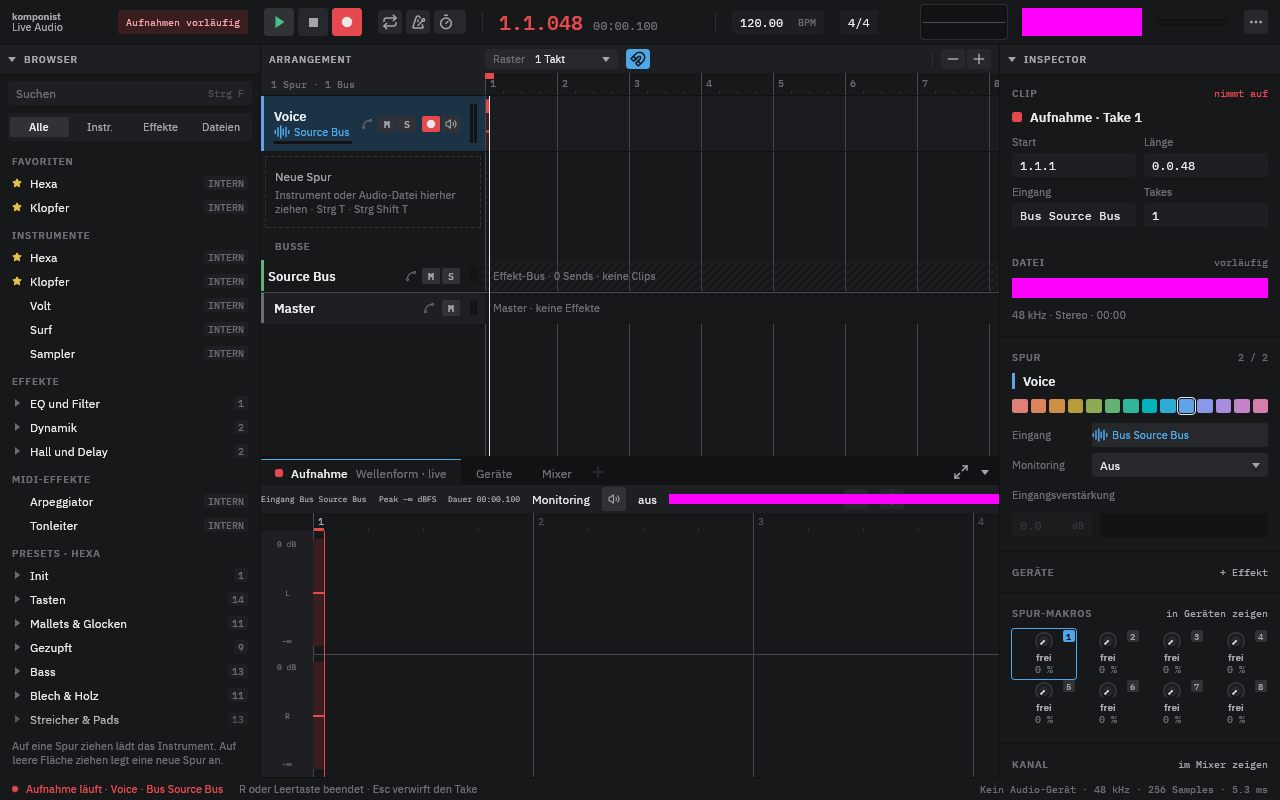 komponist
Live Audio
Aufnahmen vorläufig
1.1.048 00:00.100
120.00 BPM
4/4
BROWSER
Suchen Strg F
Alle Instr. Effekte Dateien
FAVORITEN
Hexa INTERN
Klopfer INTERN
INSTRUMENTE
Hexa INTERN
Klopfer INTERN
Volt INTERN
Surf INTERN
Sampler INTERN
EFFEKTE
EQ und Filter 1
Dynamik 2
Hall und Delay 2
MIDI-EFFEKTE
Arpeggiator INTERN
Tonleiter INTERN
PRESETS · HEXA
Init 1
Tasten 14
Mallets & Glocken 11
Gezupft 9
Bass 13
Blech & Holz 11
Streicher & Pads 13
Auf eine Spur ziehen lädt das Instrument. Auf
leere Fläche ziehen legt eine neue Spur an.
ARRANGEMENT
Raster 1 Takt
1 Spur · 1 Bus
1 2 3 4 5 6 7 8
Voice
Source Bus
M S
Neue Spur
Instrument oder Audio-Datei hierher
ziehen · Strg T · Strg Shift T
BUSSE
Source Bus M S
Effekt-Bus · 0 Sends · keine Clips
Master M
Master · keine Effekte
Aufnahme Wellenform · live
Geräte
Mixer
Eingang Bus Source Bus Peak -∞ dBFS Dauer 00:00.100 Monitoring aus
1 2 3 4
0 dB
L
-∞
0 dB
R
-∞
INSPECTOR
CLIP nimmt auf
Aufnahme · Take 1
Start Länge
1.1.1 0.0.48
Eingang Takes
Bus Source Bus 1
DATEI vorläufig
48 kHz · Stereo · 00:00
SPUR 2 / 2
Voice
Eingang Bus Source Bus
Monitoring Aus
Eingangsverstärkung
0.0 dB
GERÄTE + Effekt
SPUR-MAKROS in Geräten zeigen
1 2 3 4
frei frei frei frei
0 % 0 % 0 % 0 %
5 6 7 8
frei frei frei frei
0 % 0 % 0 % 0 %
KANAL im Mixer zeigen
Aufnahme läuft · Voice · Bus Source Bus
R oder Leertaste beendet · Esc verwirft den Take
Kein Audio-Gerät · 48 kHz · 256 Samples · 5.3 ms